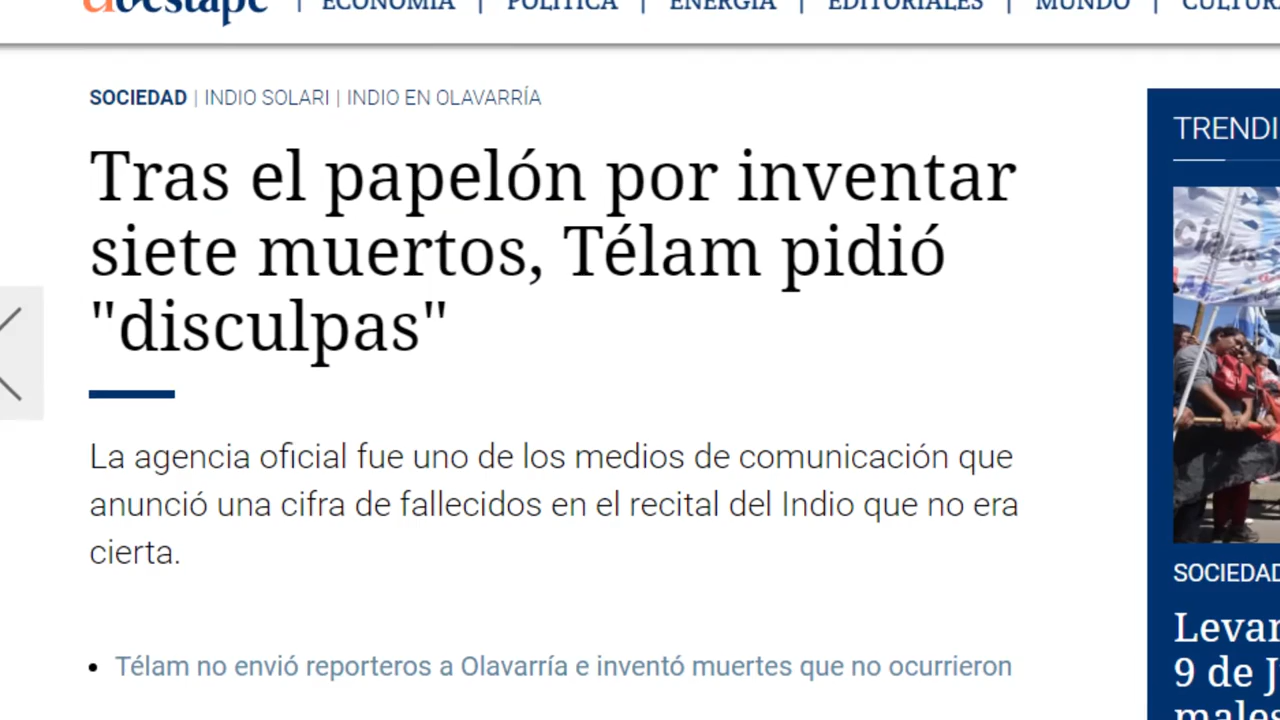 ECONOMÍA | POLÍTICA | ENERGÍA | EDITORIALES | MUNDO |
SOCIEDAD | INDIO SOLARI | INDIO EN OLAVARRÍA
Tras el papelón por inventar
siete muertos, Télam pidió
"disculpas"
La agencia oficial fue uno de los medios de comunicación que
anunció una cifra de fallecidos en el recital del Indio que no era
cierta.
• Télam no envió reporteros a Olavarría e inventó muertes que no ocurrieron
TRENDI
SOCIEDAD
Levan
9 de J
males